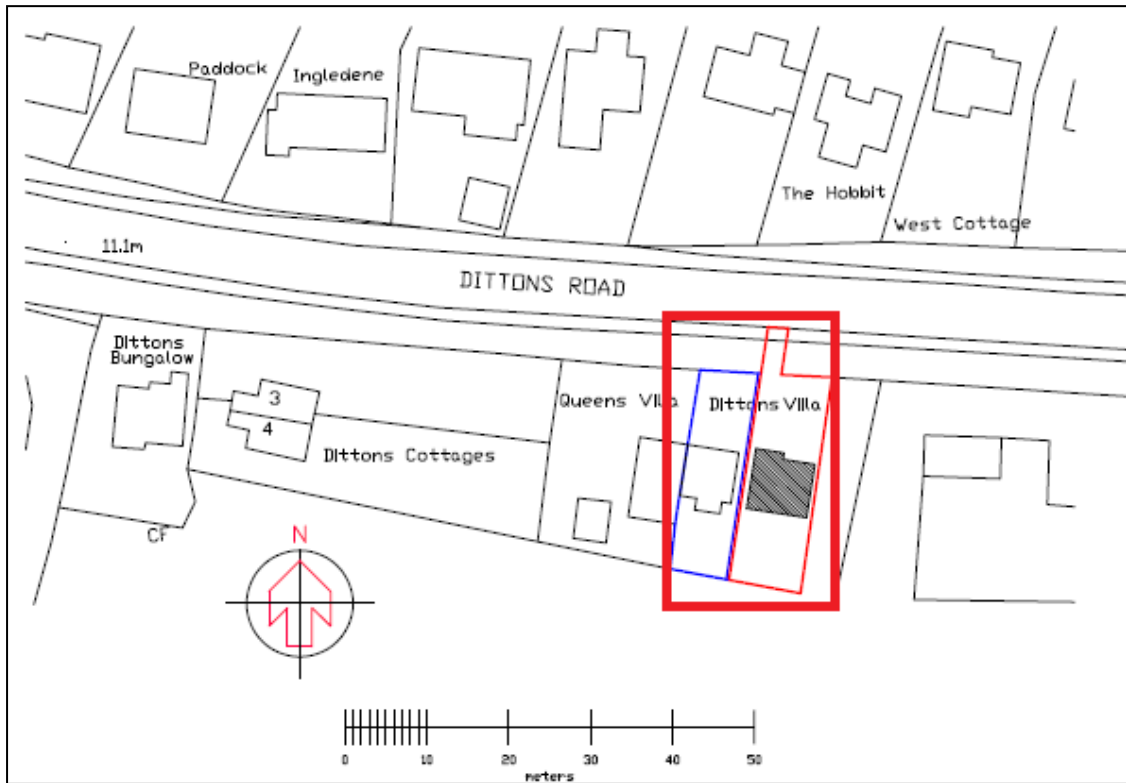 Paddock
Ingledene
The Hobbit
West Cottage
11.1m
DITTONS ROAD
Dittons
Bungalow
3
4
Queens Villa
Dittons Villa
Dittons Cottages
CF
N
0 10 20 30 40 50
meters